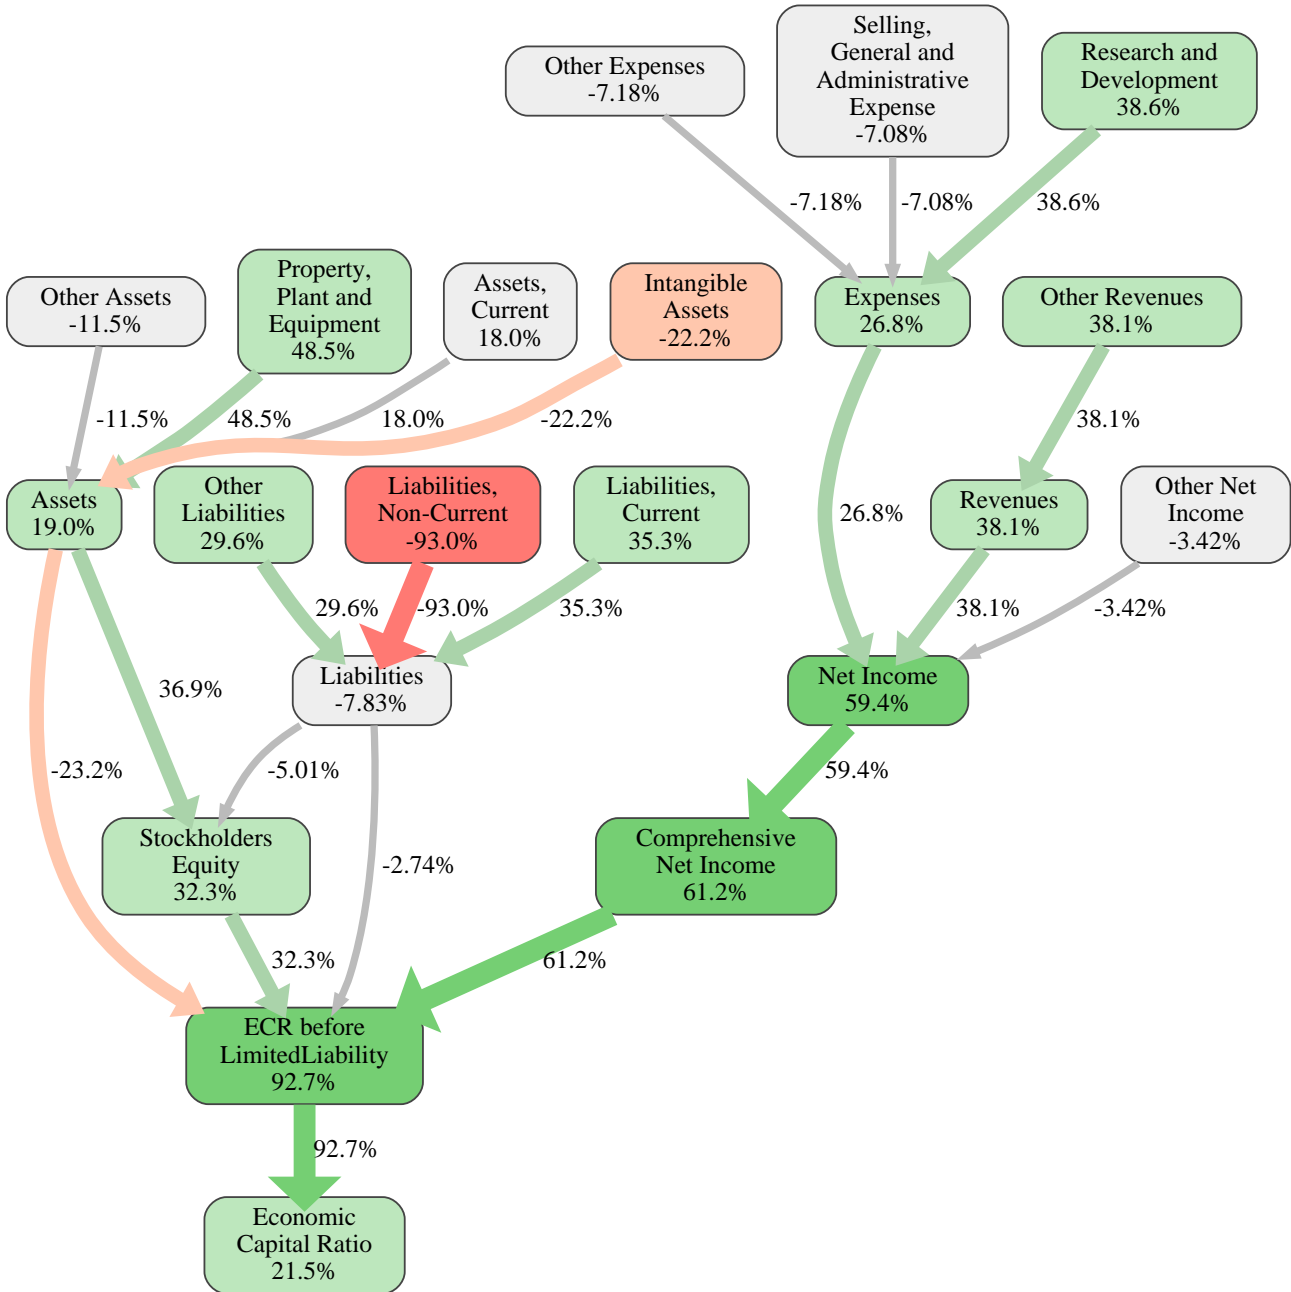 Other Expenses
-7.18%
Selling,
General and
Administrative
Expense
-7.08%
Research and
Development
38.6%
-7.18%
-7.08%
38.6%
Other Assets
-11.5%
Property,
Plant and
Equipment
48.5%
Assets,
Current
18.0%
Intangible
Assets
-22.2%
Expenses
26.8%
Other Revenues
38.1%
-11.5%
48.5%
18.0%
-22.2%
38.1%
Assets
19.0%
Other
Liabilities
29.6%
Liabilities,
Non-Current
-93.0%
Liabilities,
Current
35.3%
26.8%
Revenues
38.1%
Other Net
Income
-3.42%
29.6%
-93.0%
35.3%
38.1%
-3.42%
36.9%
Liabilities
-7.83%
Net Income
59.4%
-23.2%
-5.01%
59.4%
Stockholders
Equity
32.3%
-2.74%
Comprehensive
Net Income
61.2%
32.3%
61.2%
ECR before
LimitedLiability
92.7%
92.7%
Economic
Capital Ratio
21.5%